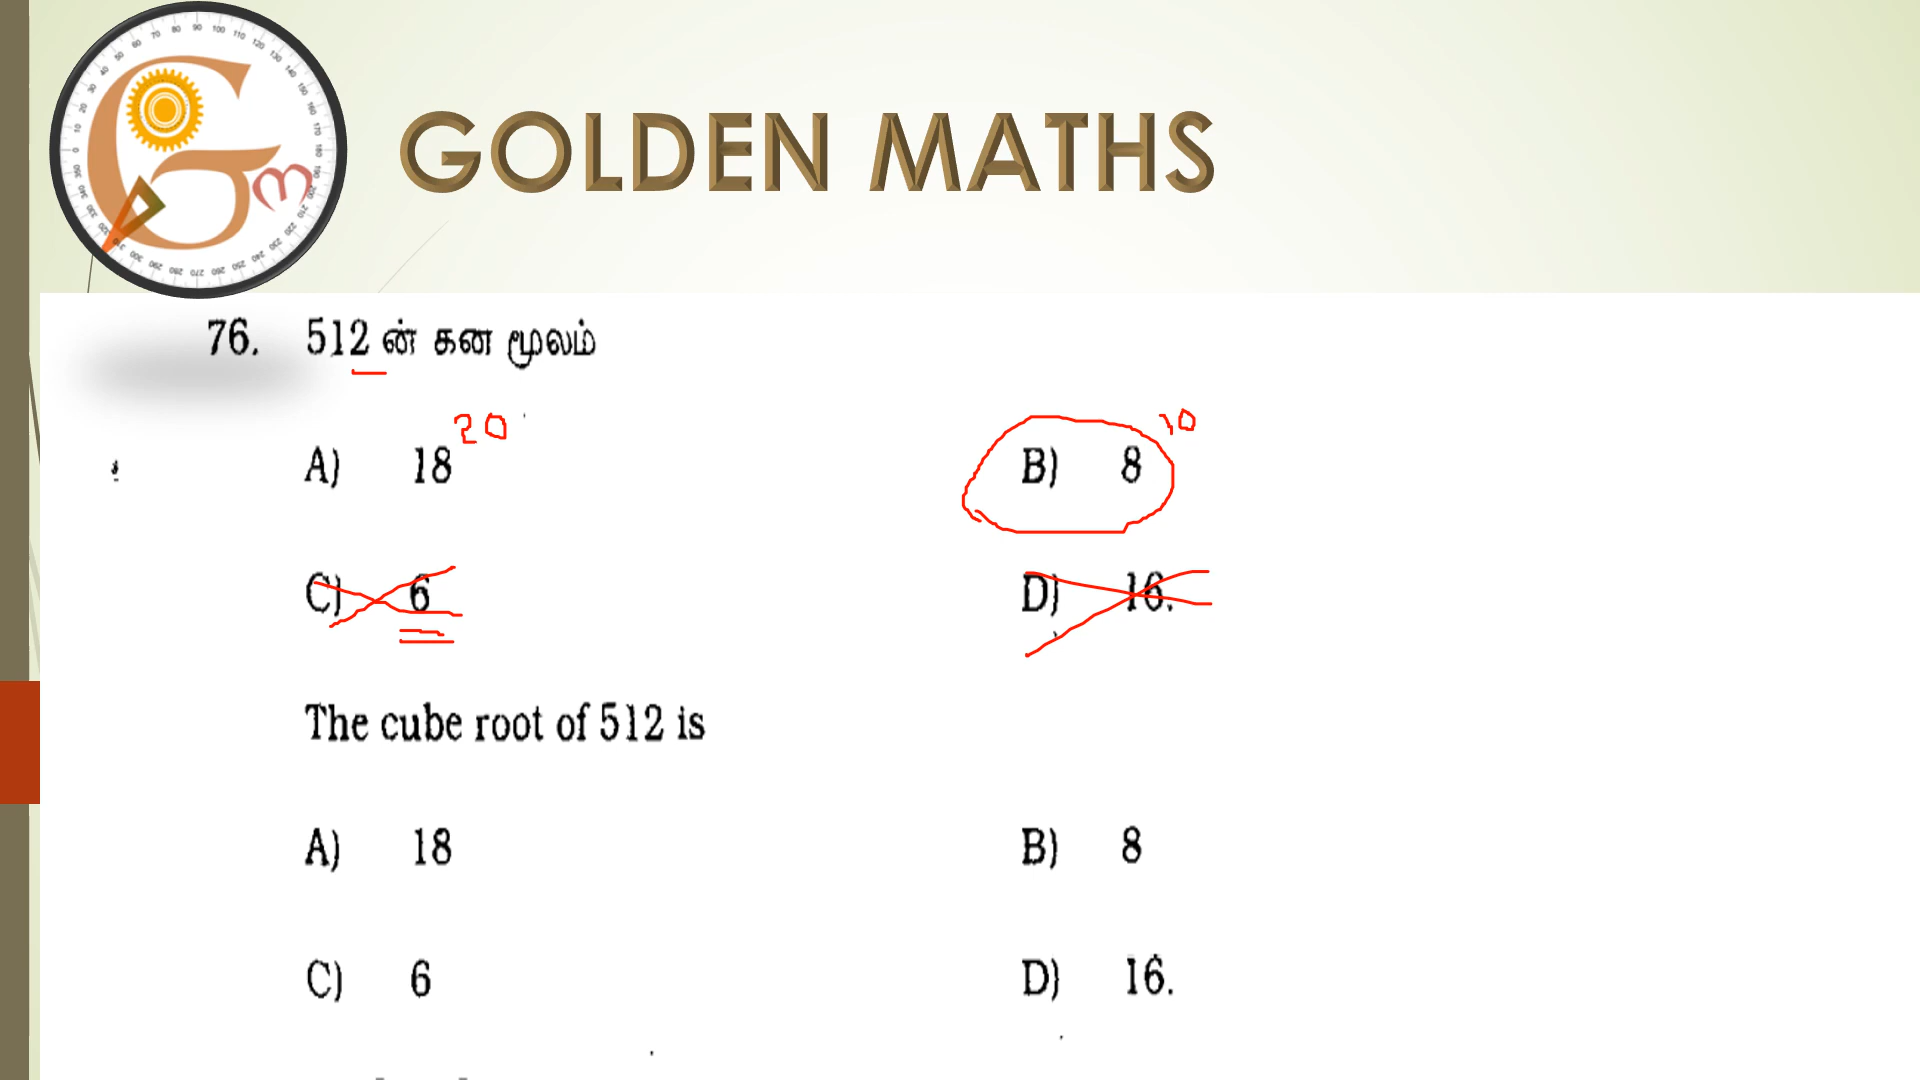 GOLDEN MATHS
76. 512 ன் கன மூலம்
20
10
A) 18 B) 8
C) 6 D) 16.
The cube root of 512 is
A) 18 B) 8
C) 6 D) 16.